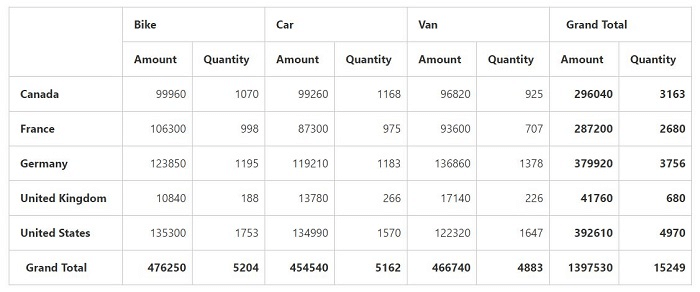 Bike Car Van Grand Total
Amount Quantity Amount Quantity Amount Quantity Amount Quantity
Canada 99960 1070 99260 1168 96820 925 296040 3163
France 106300 998 87300 975 93600 707 287200 2680
Germany 123850 1195 119210 1183 136860 1378 379920 3756
United Kingdom 10840 188 13780 266 17140 226 41760 680
United States 135300 1753 134990 1570 122320 1647 392610 4970
Grand Total 476250 5204 454540 5162 466740 4883 1397530 15249